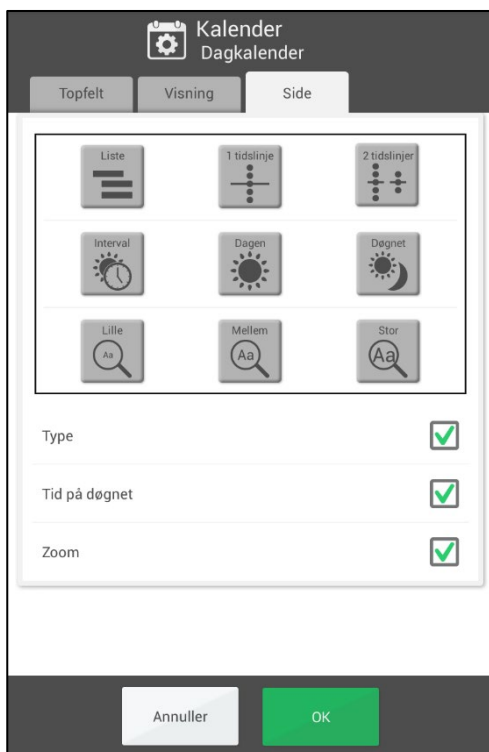 Kalender
Dagkalender
Topfelt Visning Side
Liste 1 tidslinje 2 tidslinjer
Interval Dagen Døgnet
Lille Mellem Stor
Aa Aa Aa
Type
Tid på døgnet
Zoom
Annuller OK